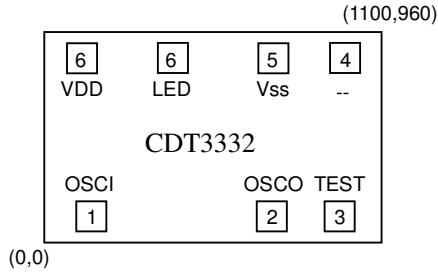 (1100,960)
6 6 5 4
VDD LED Vss --
CDT3332
OSCI OSCO TEST
1 2 3
(0,0)